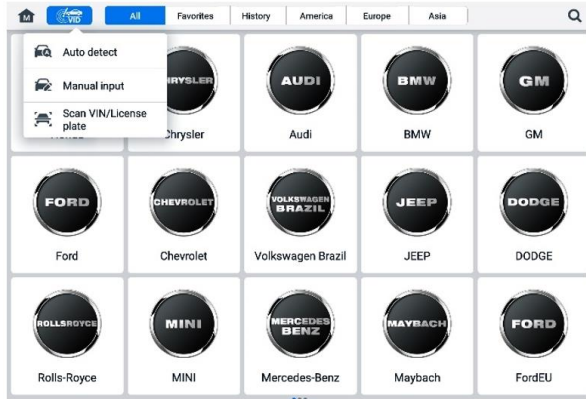 M
VID
All
Favorites
History
America
Europe
Asia
Auto detect
Manual input
Scan VIN/License
plate
AUDI
BMW
GM
Chrysler
Audi
BMW
GM
FORD
CHEVROLET
VOLKSWAGEN
BRAZIL
JEEP
DODGE
Ford
Chevrolet
Volkswagen Brazil
JEEP
DODGE
ROLLSROYCE
MINI
MERCEDES
BENZ
MAYBACH
FORD
Rolls-Royce
MINI
Mercedes-Benz
Maybach
FordEU